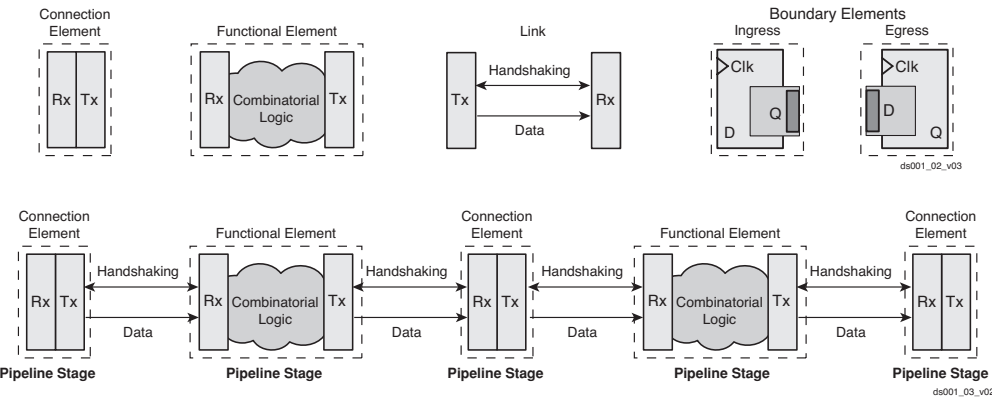 Connection
Element
Rx Tx
Functional Element
Rx Combinatorial Logic Tx
Link
Tx Handshaking Rx
Data
Boundary Elements
Ingress
Clk
Q
D
Egress
Clk
D
Q
ds001_02_v03
Connection
Element
Rx Tx
Pipeline Stage
Handshaking
Data
Functional Element
Rx Combinatorial Logic Tx
Pipeline Stage
Handshaking
Data
Connection
Element
Rx Tx
Pipeline Stage
Handshaking
Data
Functional Element
Rx Combinatorial Logic Tx
Pipeline Stage
Handshaking
Data
Connection
Element
Rx Tx
Pipeline Stage
ds001_03_v02